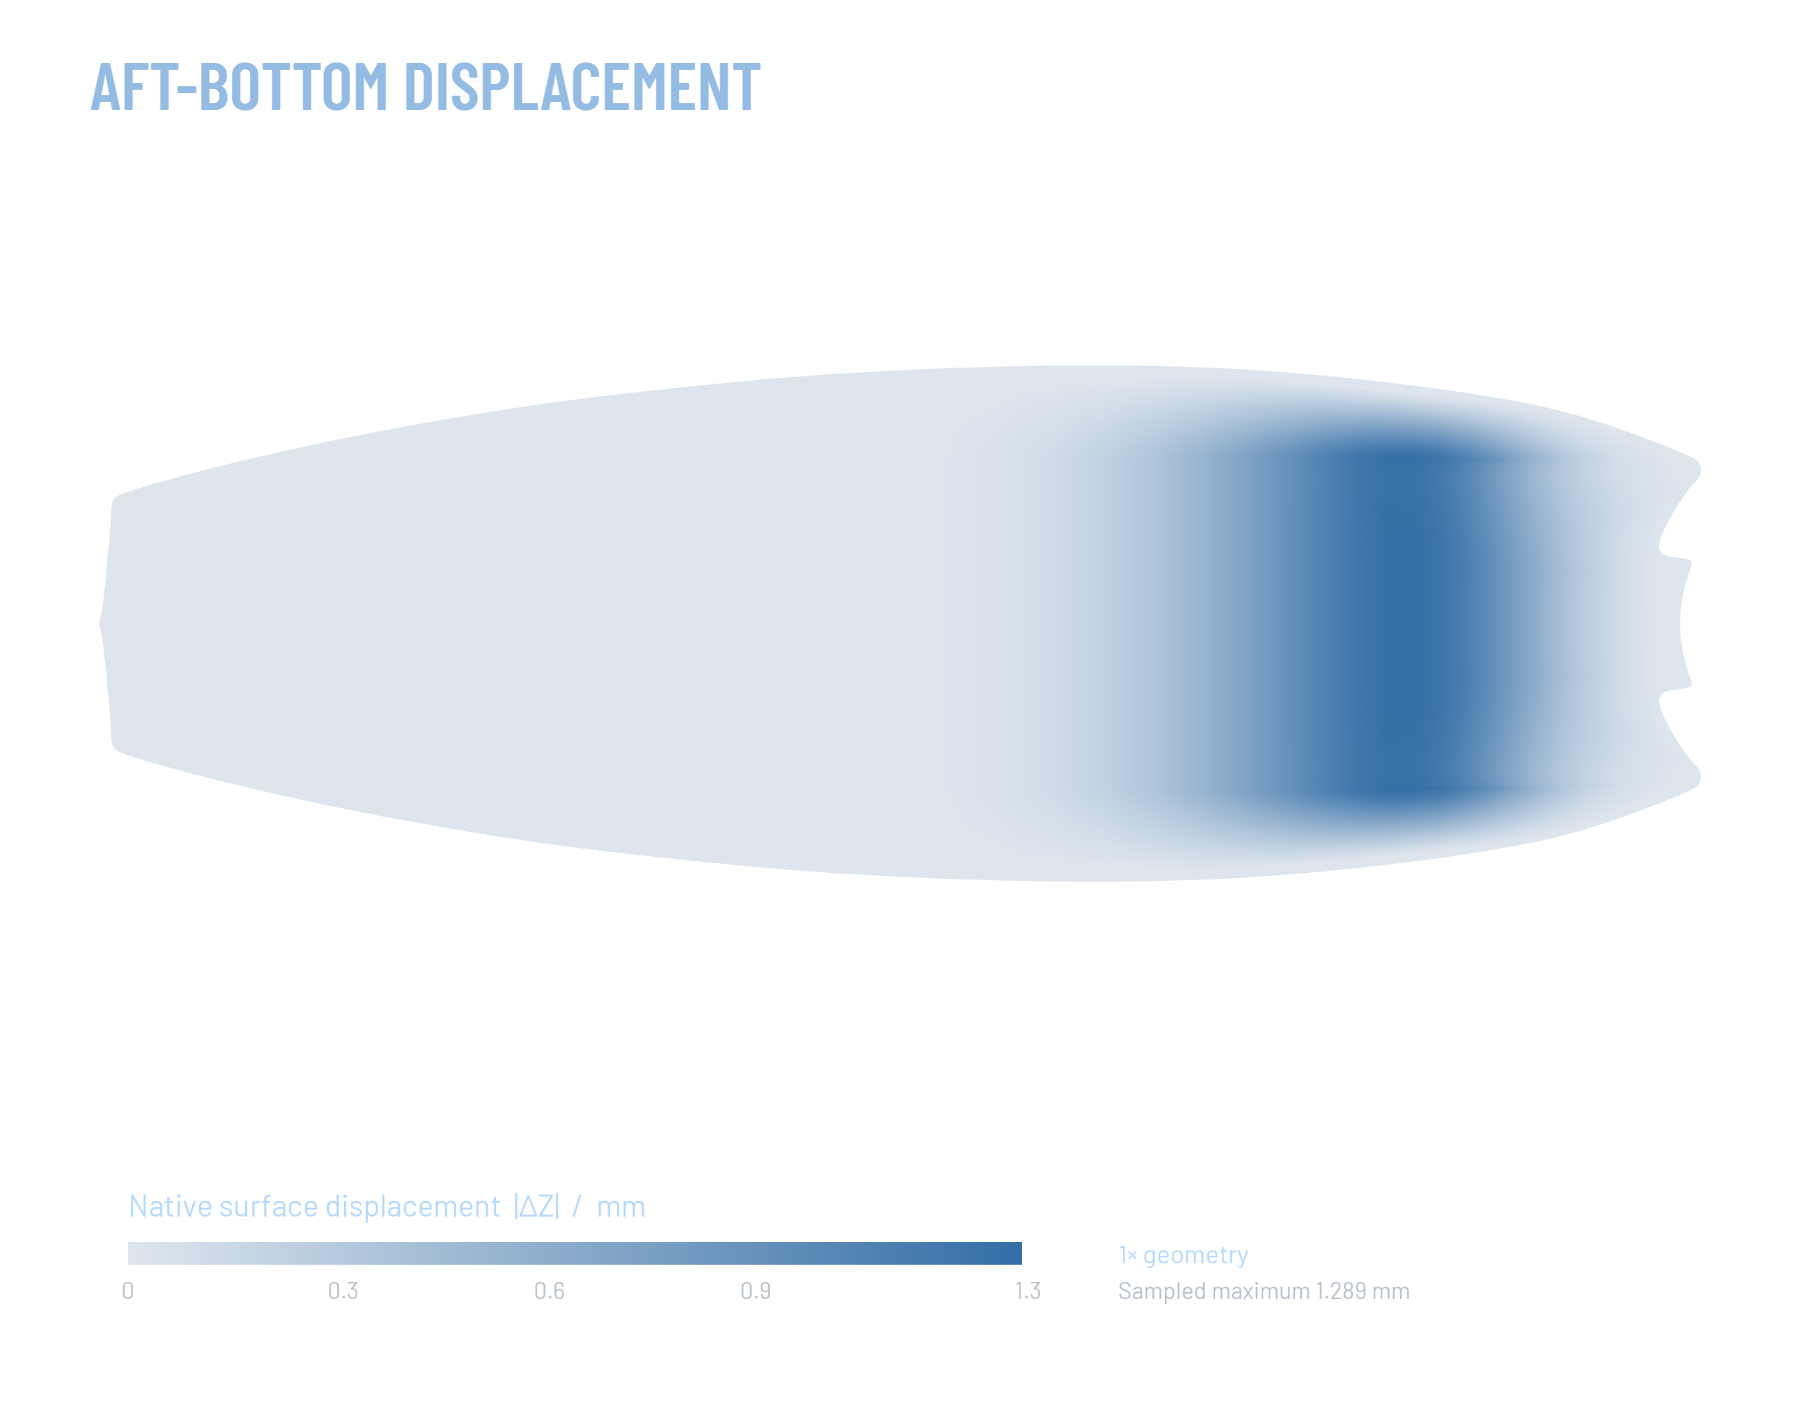 AFT-BOTTOM DISPLACEMENT
Native surface displacement |ΔZ| / mm
0 0.3 0.6 0.9 1.3
1× geometry
Sampled maximum 1.289 mm